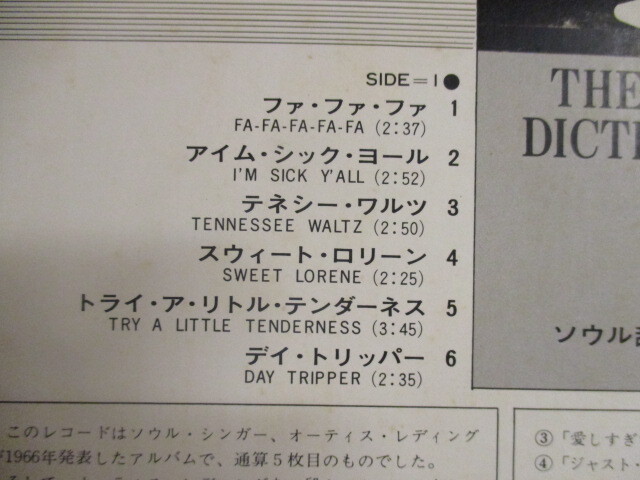 SIDE=1●
ファ・ファ・ファ 1
FA-FA-FA-FA-FA (2:37)
アイム・シック・ヨール 2
I'M SICK Y'ALL (2:52)
テネシー・ワルツ 3
TENNESSEE WALTZ (2:50)
スウィート・ロリーン 4
SWEET LORENE (2:25)
トライ・ア・リトル・テンダーネス 5
TRY A LITTLE TENDERNESS (3:45)
デイ・トリッパー 6
DAY TRIPPER (2:35)
THE
DICTI
ソウル
このレコードはソウル・シンガー、オーティス・レディング
が1966年発表したアルバムで、通算5枚目のものでした。
③「愛しすぎ
④「ジャスト・